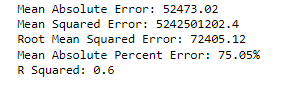 Mean Absolute Error: 52473.02
Mean Squared Error: 5242501202.4
Root Mean Squared Error: 72405.12
Mean Absolute Percent Error: 75.05%
R Squared: 0.6